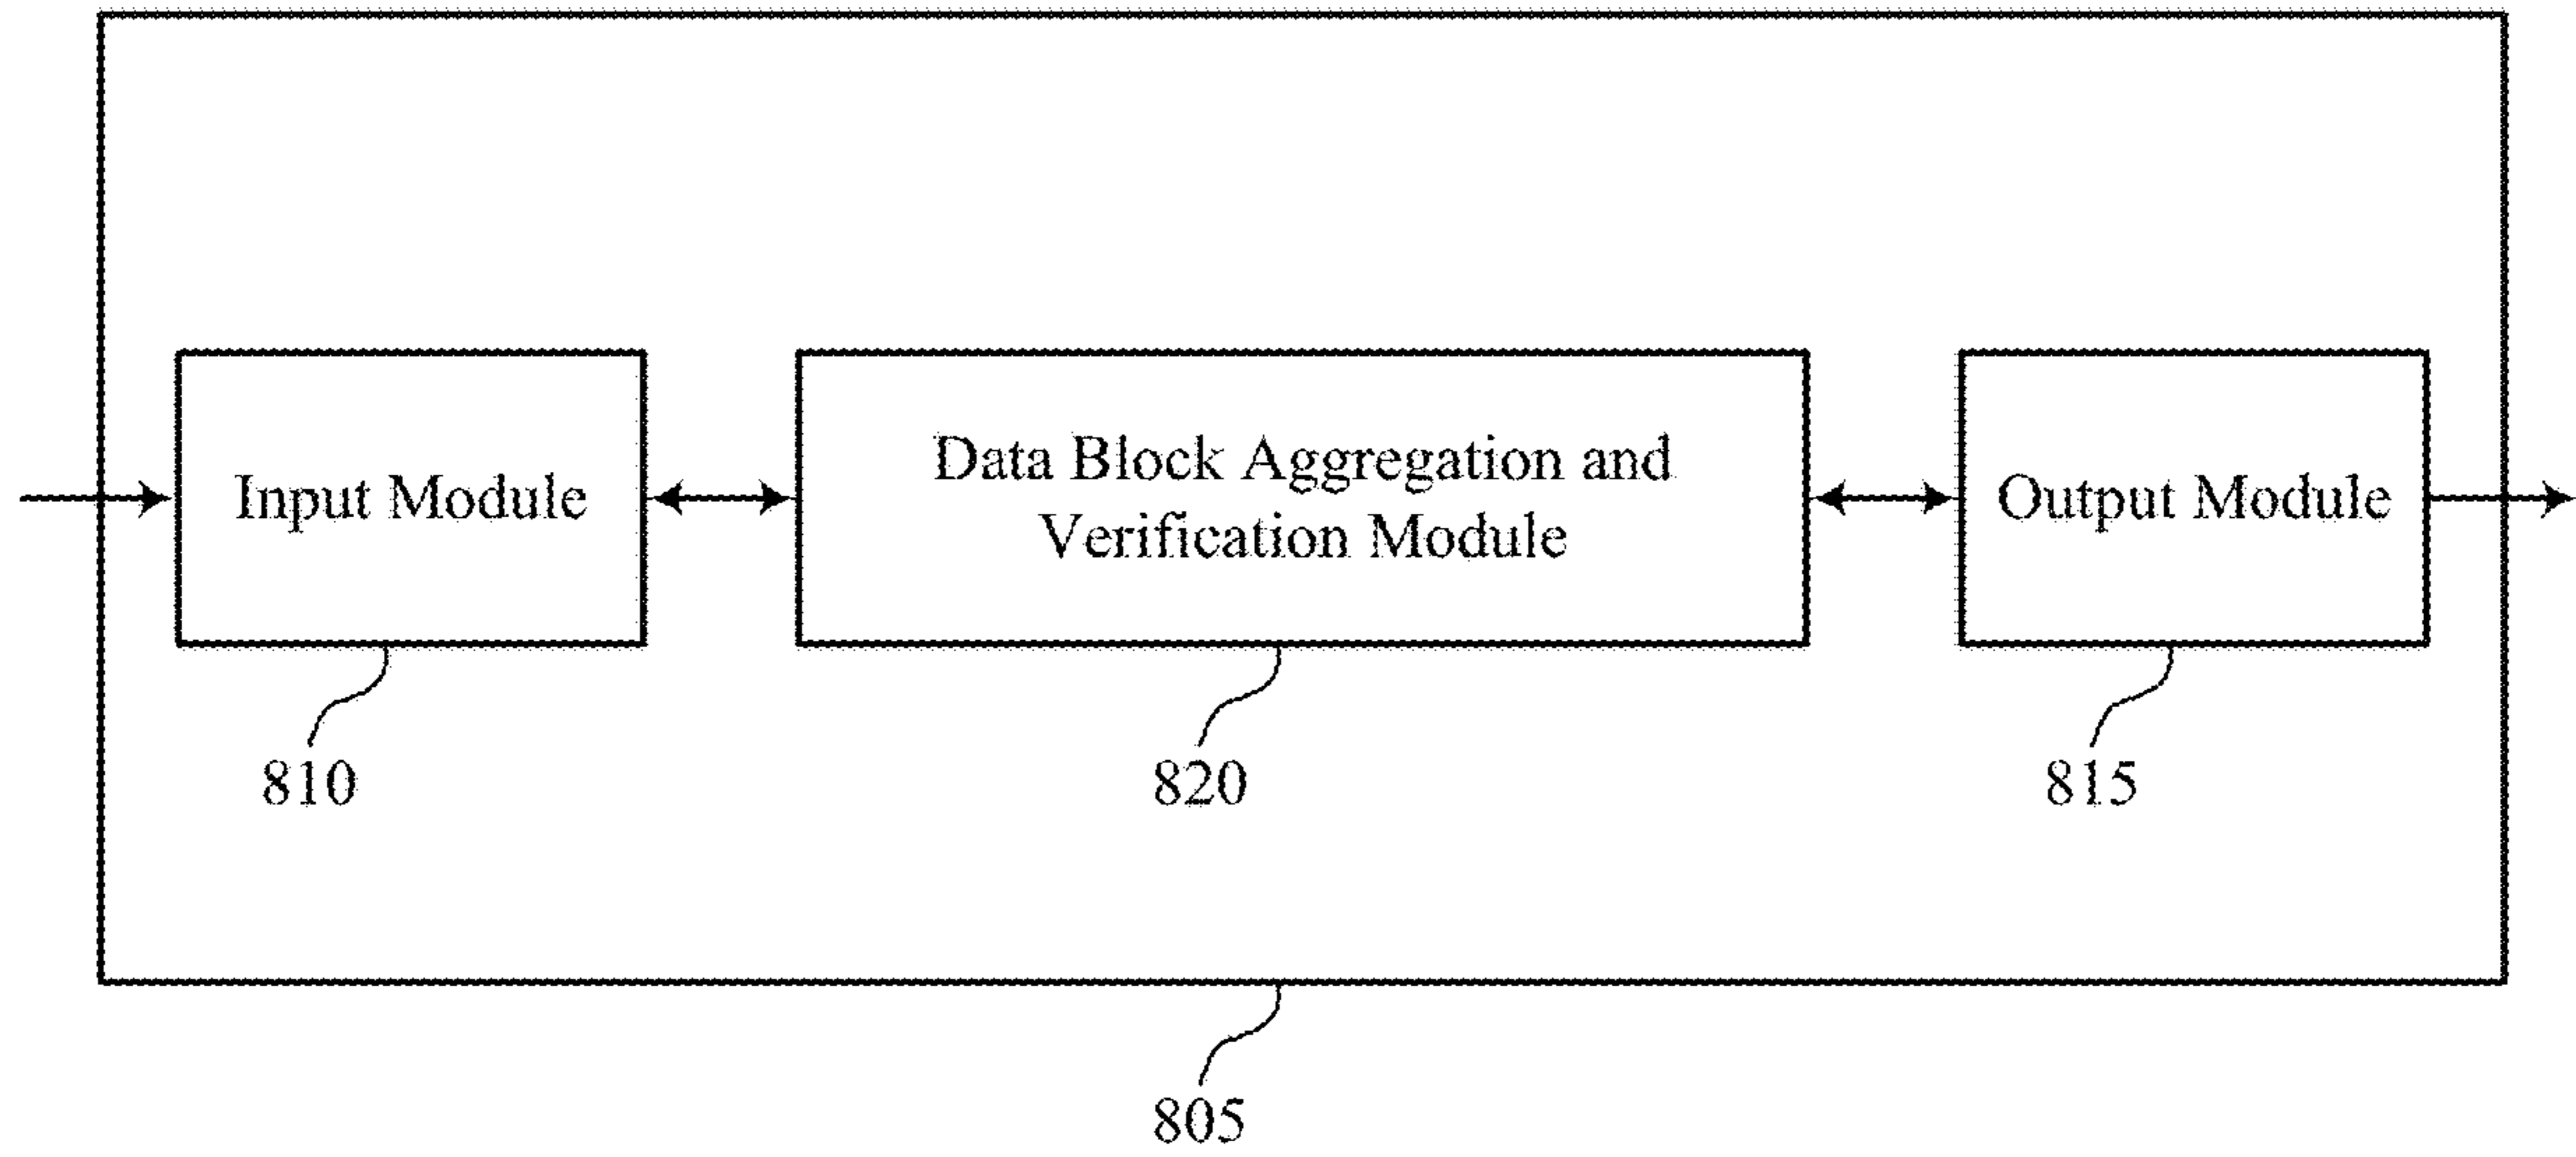 Input Module
Data Block Aggregation and
Verification Module
Output Module
810
820
815
805